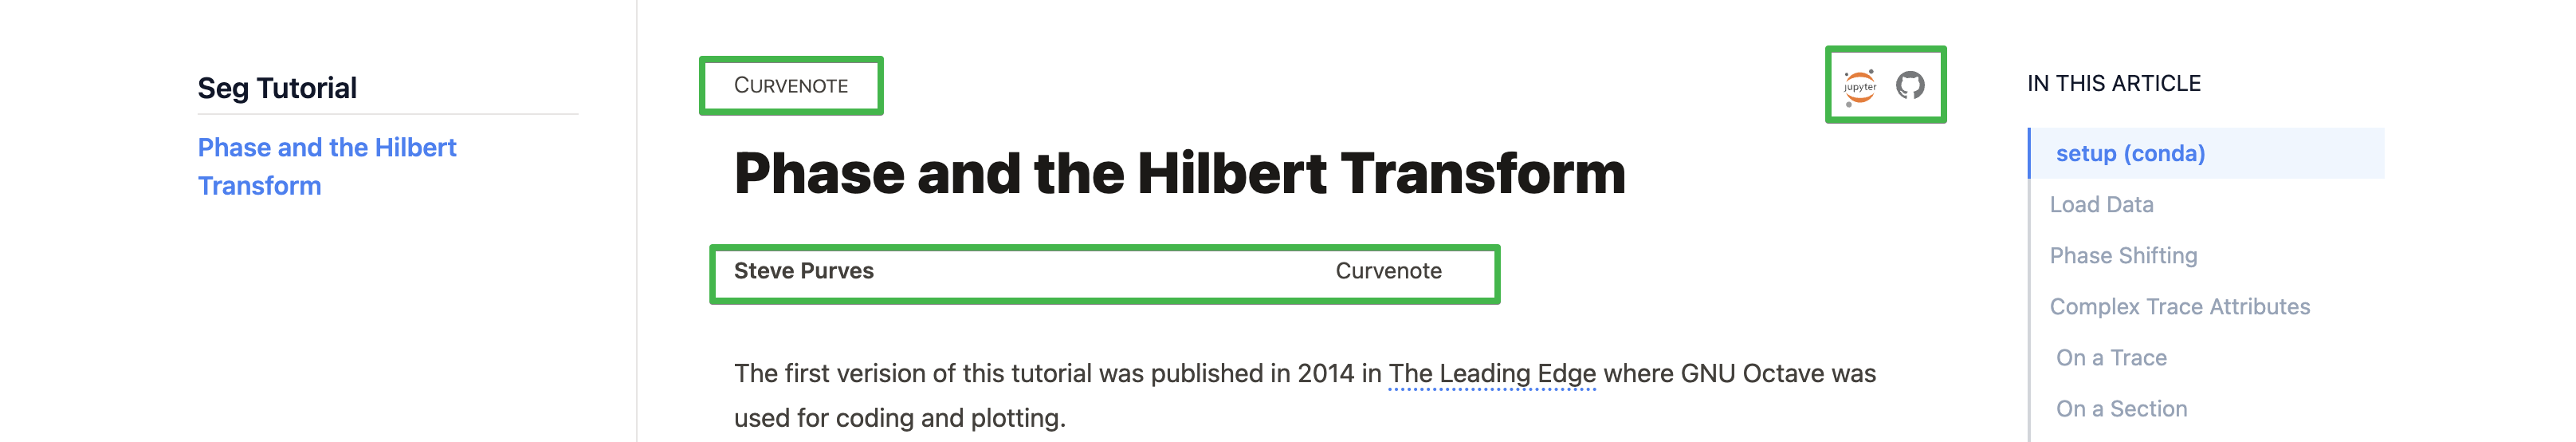 Seg Tutorial
Phase and the Hilbert
Transform
CURVENOTE
jupyter
Phase and the Hilbert Transform
Steve Purves Curvenote
The first verision of this tutorial was published in 2014 in The Leading Edge where GNU Octave was
used for coding and plotting.
IN THIS ARTICLE
setup (conda)
Load Data
Phase Shifting
Complex Trace Attributes
On a Trace
On a Section